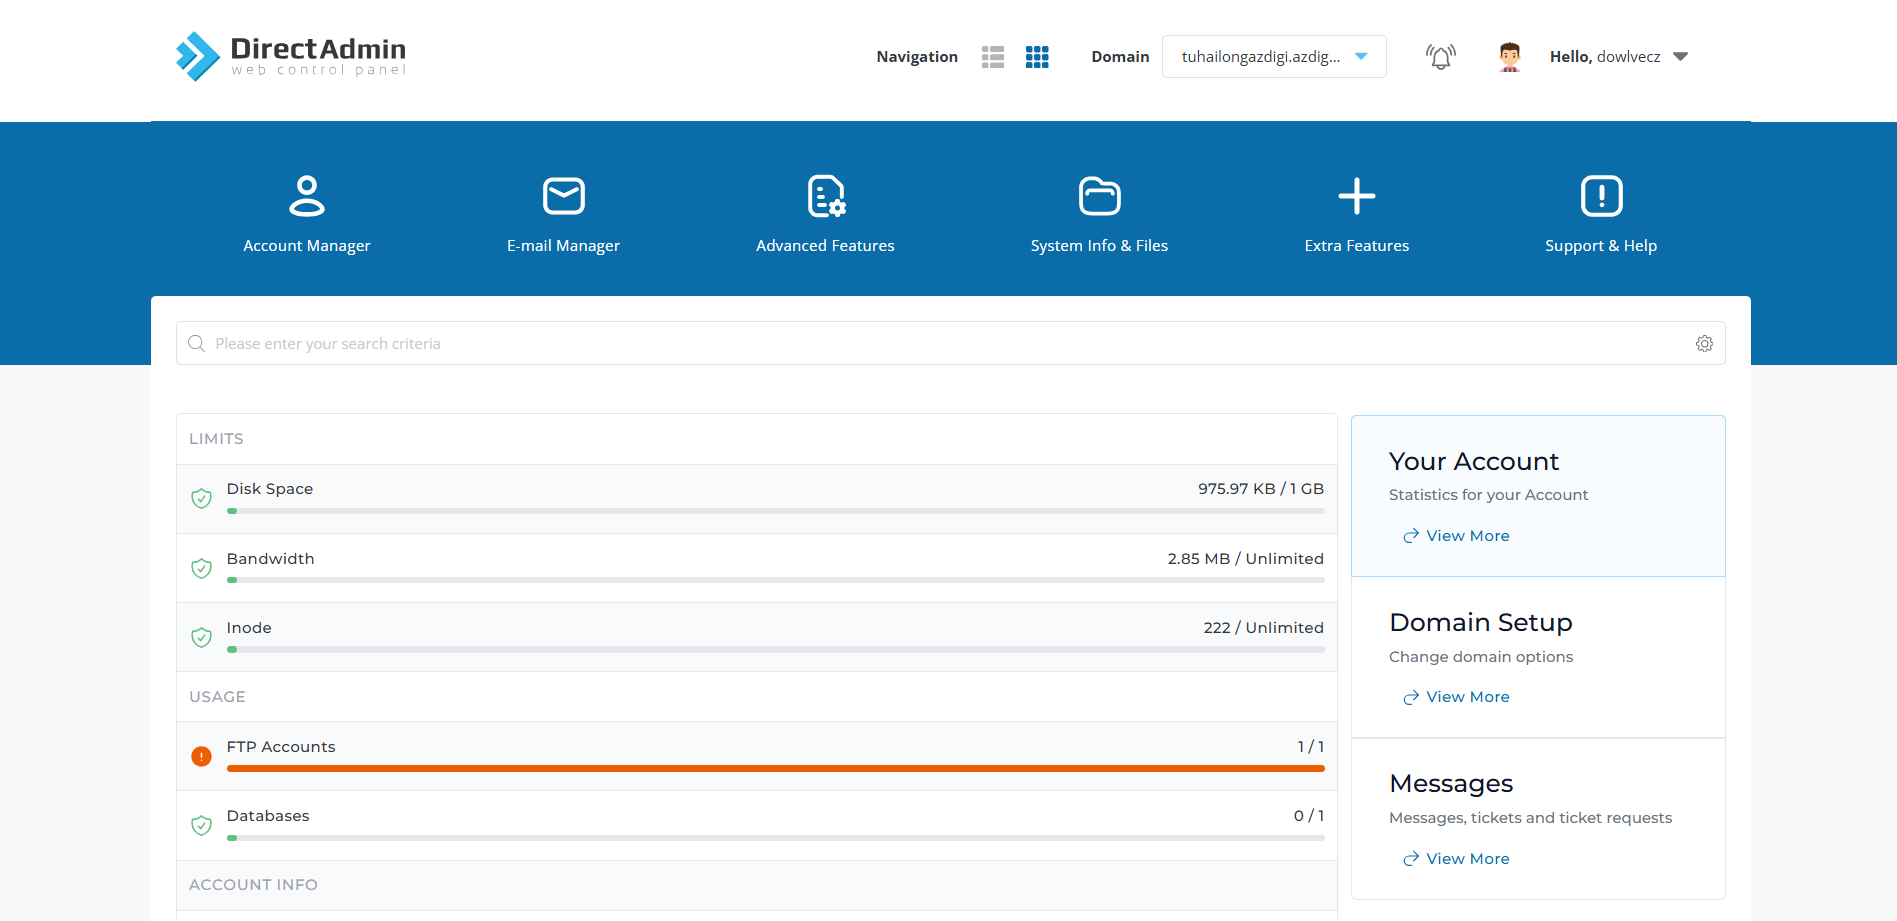 DirectAdmin
web control panel
Navigation
Domain
tuhailongazdigi.azdig...
Hello, dowlvecz
Account Manager
E-mail Manager
Advanced Features
System Info & Files
Extra Features
Support & Help
Please enter your search criteria
LIMITS
Disk Space
975.97 KB / 1 GB
Bandwidth
2.85 MB / Unlimited
Inode
222 / Unlimited
USAGE
FTP Accounts
1 / 1
Databases
0 / 1
ACCOUNT INFO
Your Account
Statistics for your Account
View More
Domain Setup
Change domain options
View More
Messages
Messages, tickets and ticket requests
View More